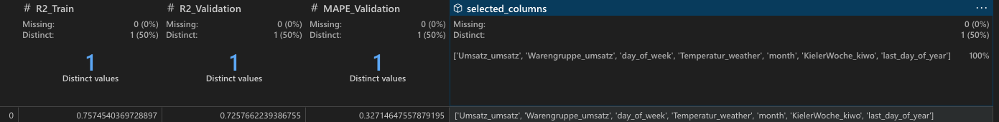 # R2_Train # R2_Validation # MAPE_Validation selected_columns ...
Missing: 0 (0%) Missing: 0 (0%) Missing: 0 (0%) Missing: 0 (0%)
Distinct: 1 (50%) Distinct: 1 (50%) Distinct: 1 (50%) Distinct: 1 (50%)
1 1 1 ['Umsatz_umsatz', 'Warengruppe_umsatz', 'day_of_week', 'Temperatur_weather', 'month', 'KielerWoche_kiwo', 'last_day_of_year'] 100%
Distinct values Distinct values Distinct values
0 0.7574540369728897 0.7257662239386755 0.32714647557879195 ['Umsatz_umsatz', 'Warengruppe_umsatz', 'day_of_week', 'Temperatur_weather', 'month', 'KielerWoche_kiwo', 'last_day_of_year']